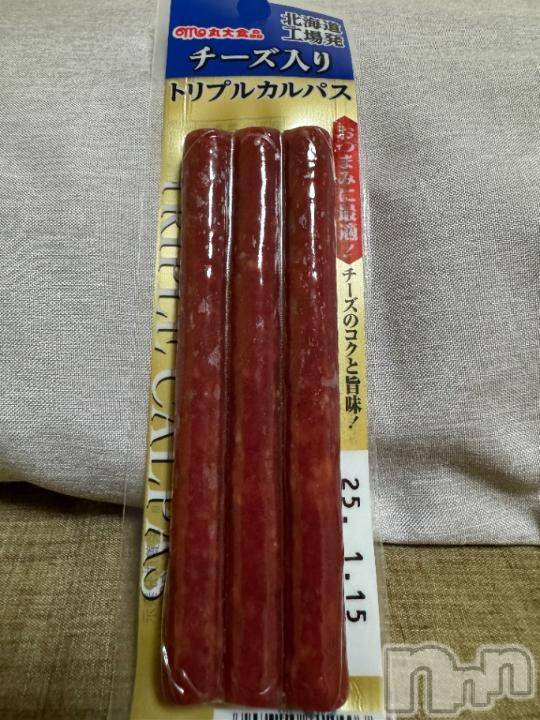 丸大食品
北海道
工場発
チーズ入り
トリプルカルパス
おつまみに最適!
チーズのコクと旨味!
TRIPLE CALPAS
25. 1.15
nnn